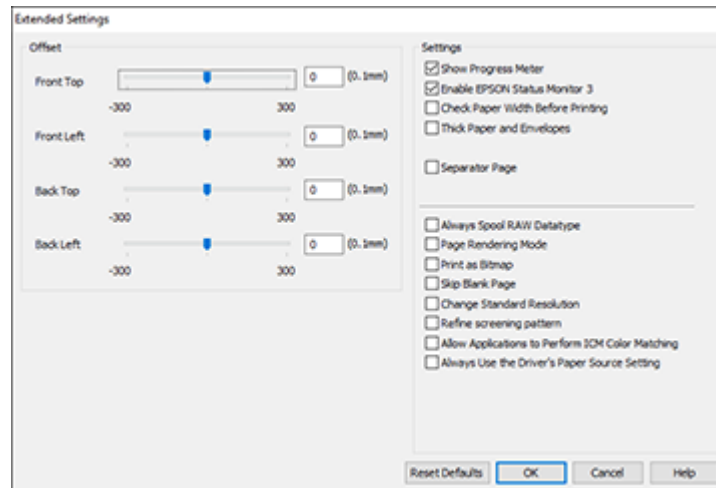 Extended Settings
Offset
Front Top 0 (0.1mm)
-300 300
Front Left 0 (0.1mm)
-300 300
Back Top 0 (0.1mm)
-300 300
Back Left 0 (0.1mm)
-300 300
Settings
Show Progress Meter
Enable EPSON Status Monitor 3
Check Paper Width Before Printing
Thick Paper and Envelopes
Separator Page
Always Spool RAW Datatype
Page Rendering Mode
Print as Bitmap
Skip Blank Page
Change Standard Resolution
Refine screening pattern
Allow Applications to Perform ICM Color Matching
Always Use the Driver's Paper Source Setting
Reset Defaults OK Cancel Help